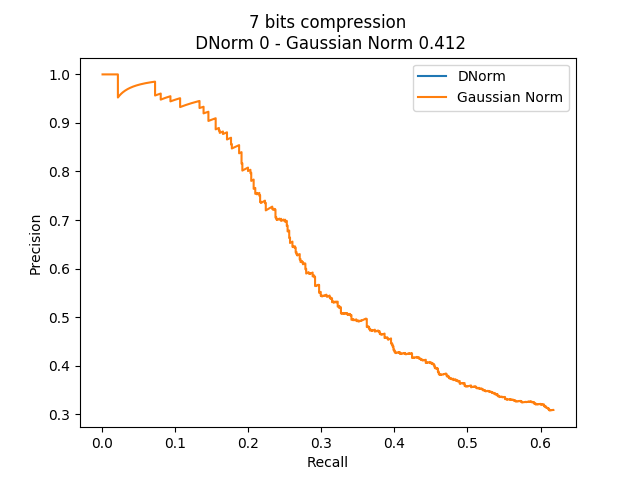 7 bits compression
DNorm 0 - Gaussian Norm 0.412
DNorm
Gaussian Norm
1.0
0.9
0.8
0.7
0.6
0.5
0.4
0.3
Precision
0.0 0.1 0.2 0.3 0.4 0.5 0.6
Recall